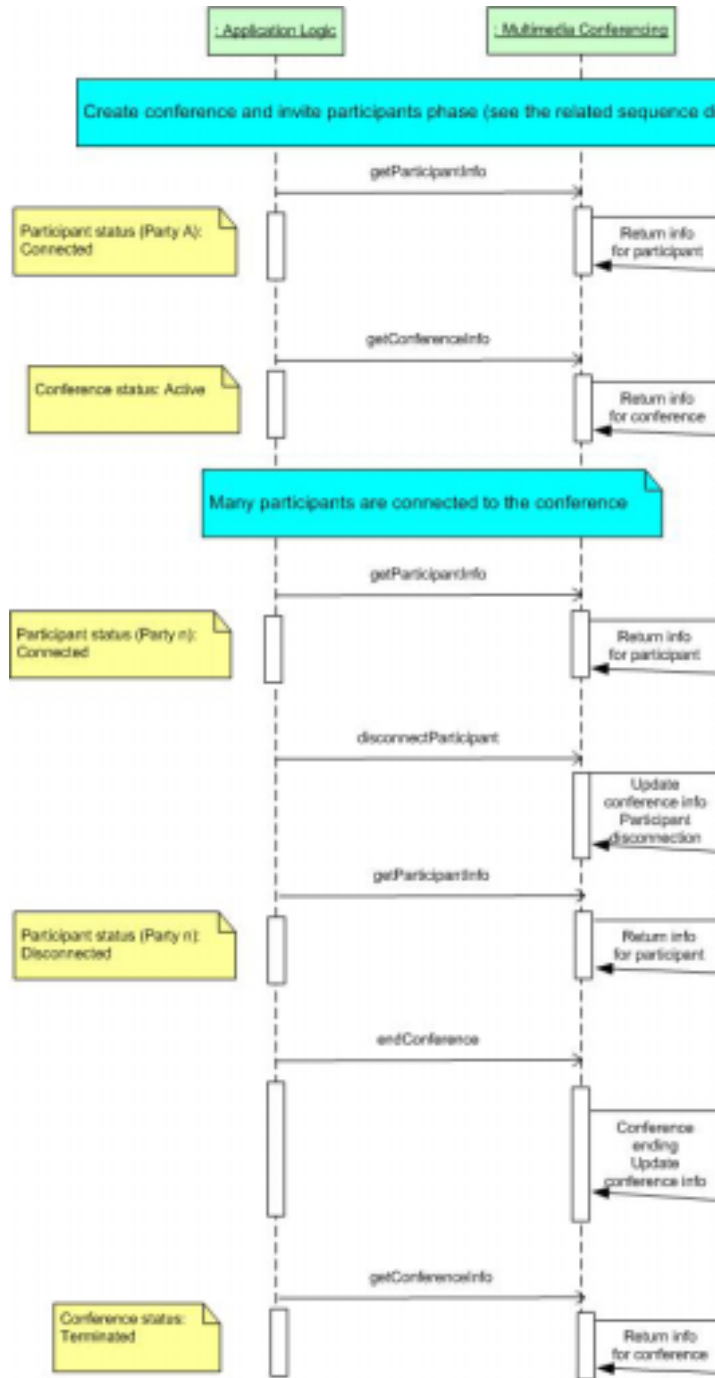 : Application Logic
: Multimedia Conferencing
Create conference and invite participants phase (see the related sequence d
getParticipantInfo
Participant status (Party A):
Connected
Return info
for participant
getConferenceInfo
Conference status: Active
Return info
for conference
Many participants are connected to the conference
getParticipantInfo
Participant status (Party n):
Connected
Return info
for participant
disconnectParticipant
Update
conference info
Participant
disconnection
getParticipantInfo
Participant status (Party n):
Disconnected
Return info
for participant
endConference
Conference
ending
Update
conference info
getConferenceInfo
Conference status:
Terminated
Return info
for conference